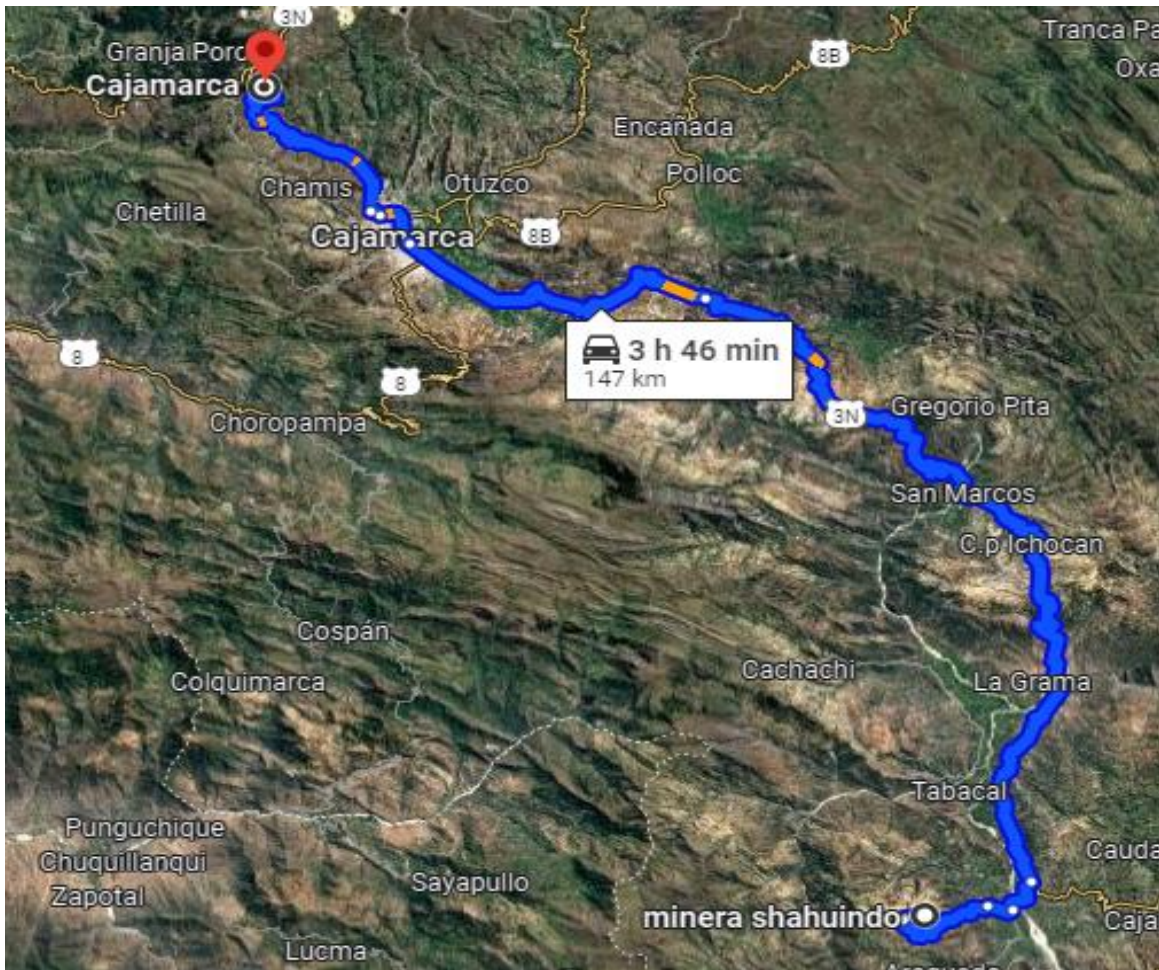 3N
Tranca Pa
Granja Porc
8B
Oxa
Cajamarca
Encañada
Polloc
Chamis
Otuzco
Chetilla
8B
Cajamarca
3 h 46 min
147 km
8
8
3N
Gregorio Pita
Choropampa
San Marcos
C.p Ichocan
Cospán
Cachachi
Colquimarca
La Grama
Tabacal
Punguchique
Chuquillanqui
Cauda
Zapotal
Sayapullo
minera shahuindo
Caja
Lucma